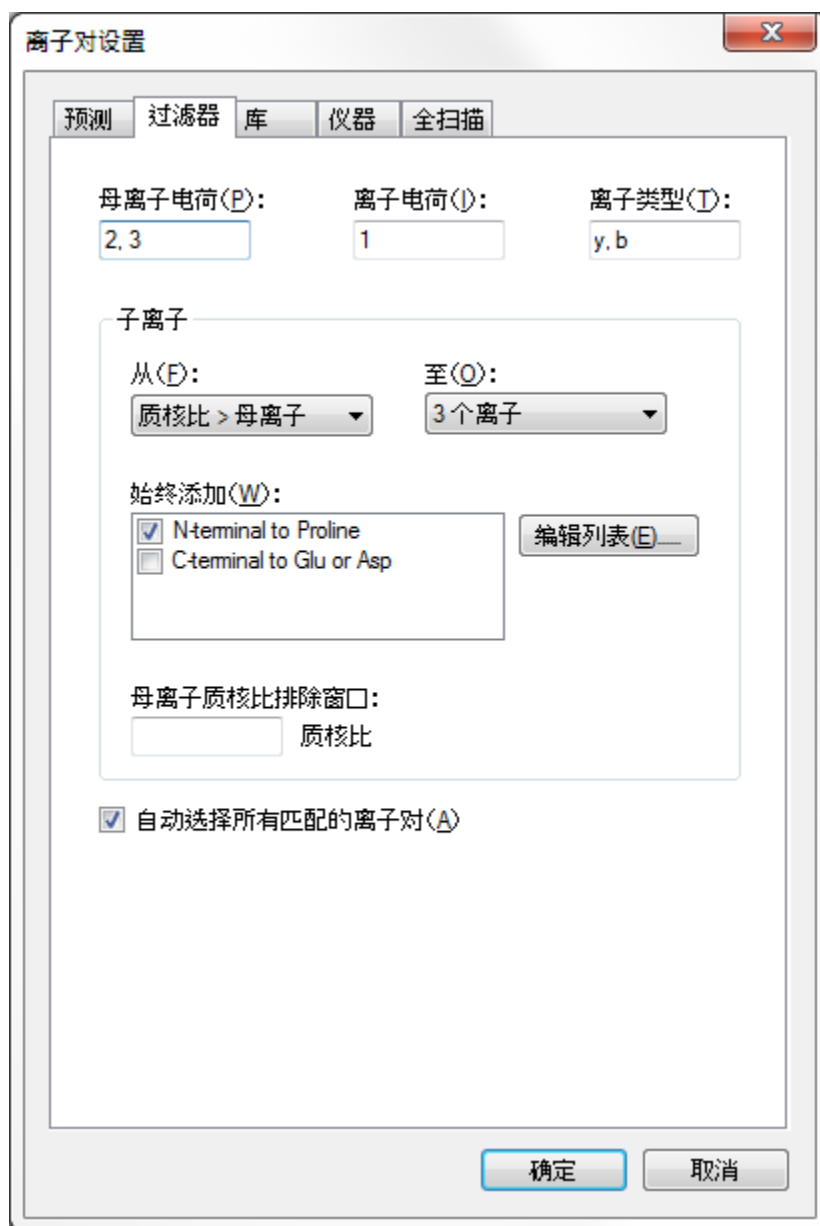 离子对设置
预测 过滤器 库 仪器 全扫描
母离子电荷(P): 离子电荷(I): 离子类型(T):
2, 3 1 y, b
子离子
从(F): 至(O):
质核比 > 母离子 3 个离子
始终添加(W):
N-terminal to Proline 编辑列表(E)......
C-terminal to Glu or Asp
母离子质核比排除窗口:
质核比
自动选择所有匹配的离子对(A)
确定 取消